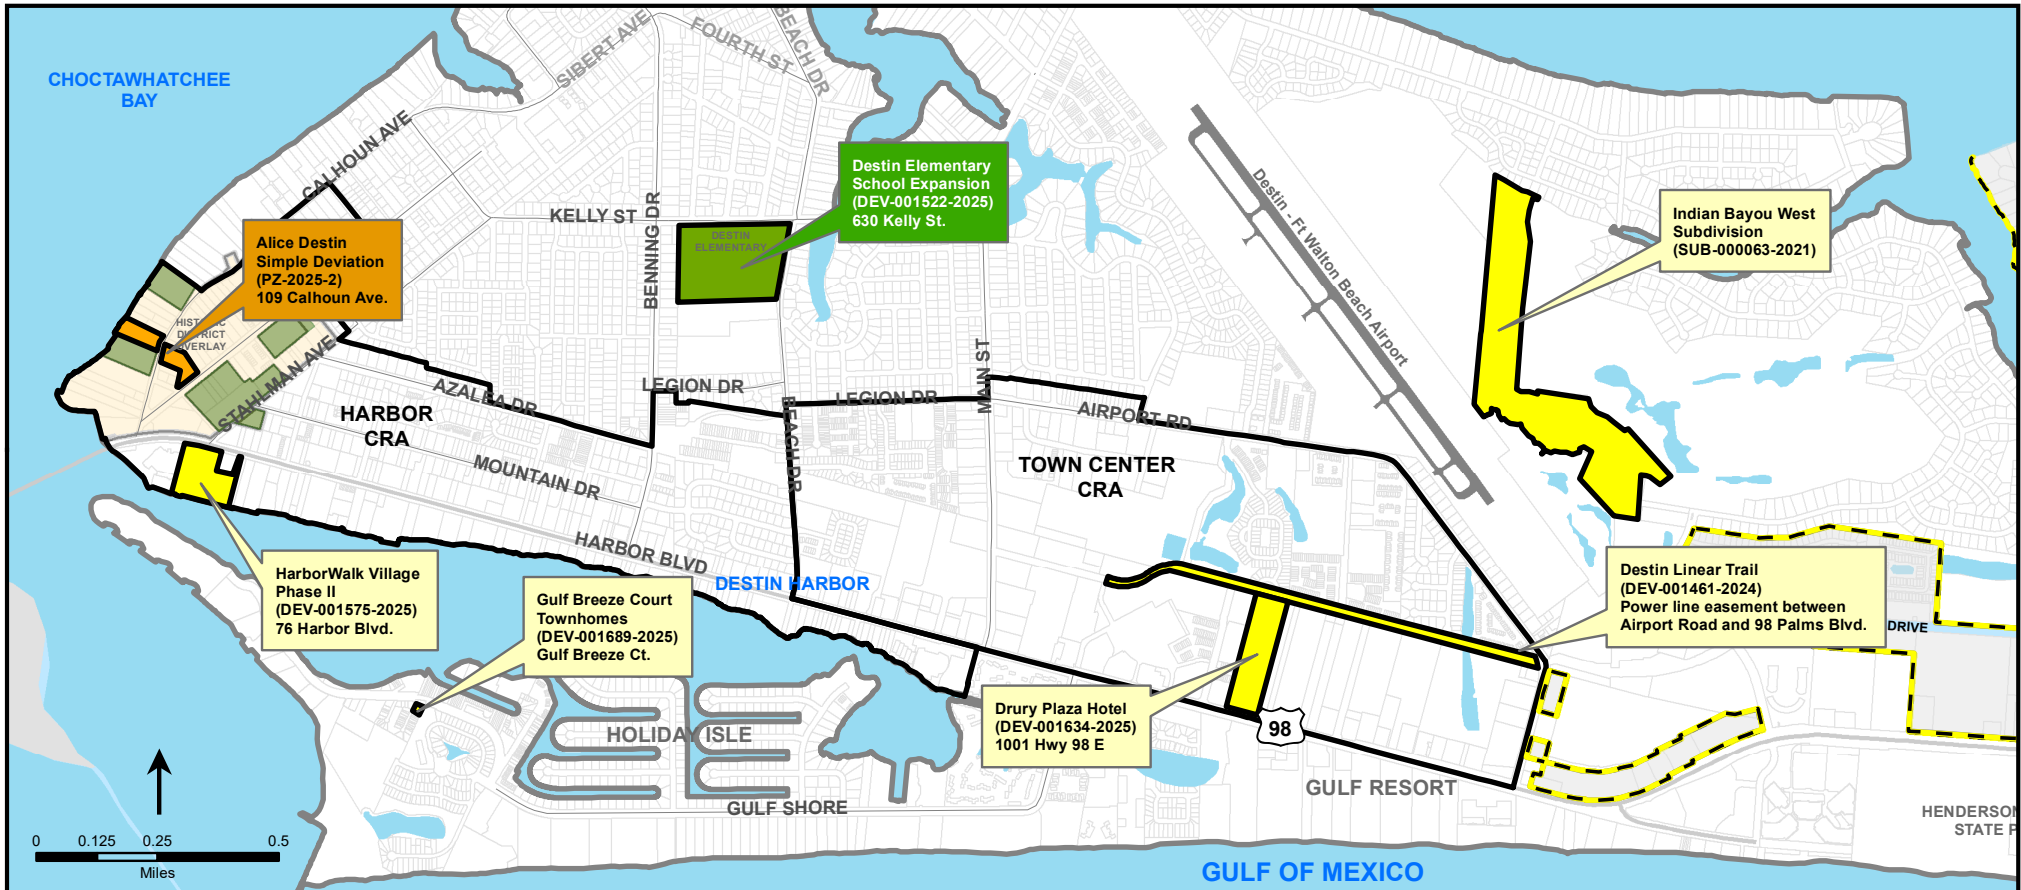 CHOCTAWHATCHEE
BAY
SIBERT AVE
FOURTH ST
BEACH DR
CALHOUN AVE
KELLY ST
BENNING DR
DESTIN
ELEMENTARY
Destin Elementary
School Expansion
(DEV-001522-2025)
630 Kelly St.
Destin - Ft Walton Beach Airport
Indian Bayou West
Subdivision
(SUB-000063-2021)
Alice Destin
Simple Deviation
(PZ-2025-2)
109 Calhoun Ave.
HISTORIC
DISTRICT
OVERLAY
STAHLMAN AVE
AZALEA DR
LEGION DR
LEGION DR
MAIN ST
AIRPORT RD
HARBOR
CRA
BEACH DR
MOUNTAIN DR
TOWN CENTER
CRA
HARBOR BLVD
DESTIN HARBOR
HarborWalk Village
Phase II
(DEV-001575-2025)
76 Harbor Blvd.
Gulf Breeze Court
Townhomes
(DEV-001689-2025)
Gulf Breeze Ct.
Destin Linear Trail
(DEV-001461-2024)
Power line easement between
Airport Road and 98 Palms Blvd.
DRIVE
Drury Plaza Hotel
(DEV-001634-2025)
1001 Hwy 98 E
98
HOLIDAY ISLE
GULF SHORE
GULF RESORT
HENDERSON
STATE P
0 0.125 0.25 0.5
Miles
GULF OF MEXICO